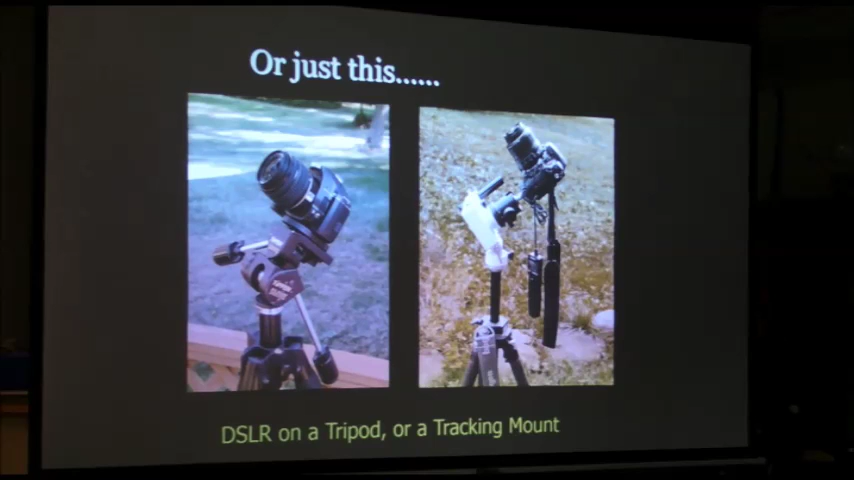 Or just this......
DSLR on a Tripod, or a Tracking Mount